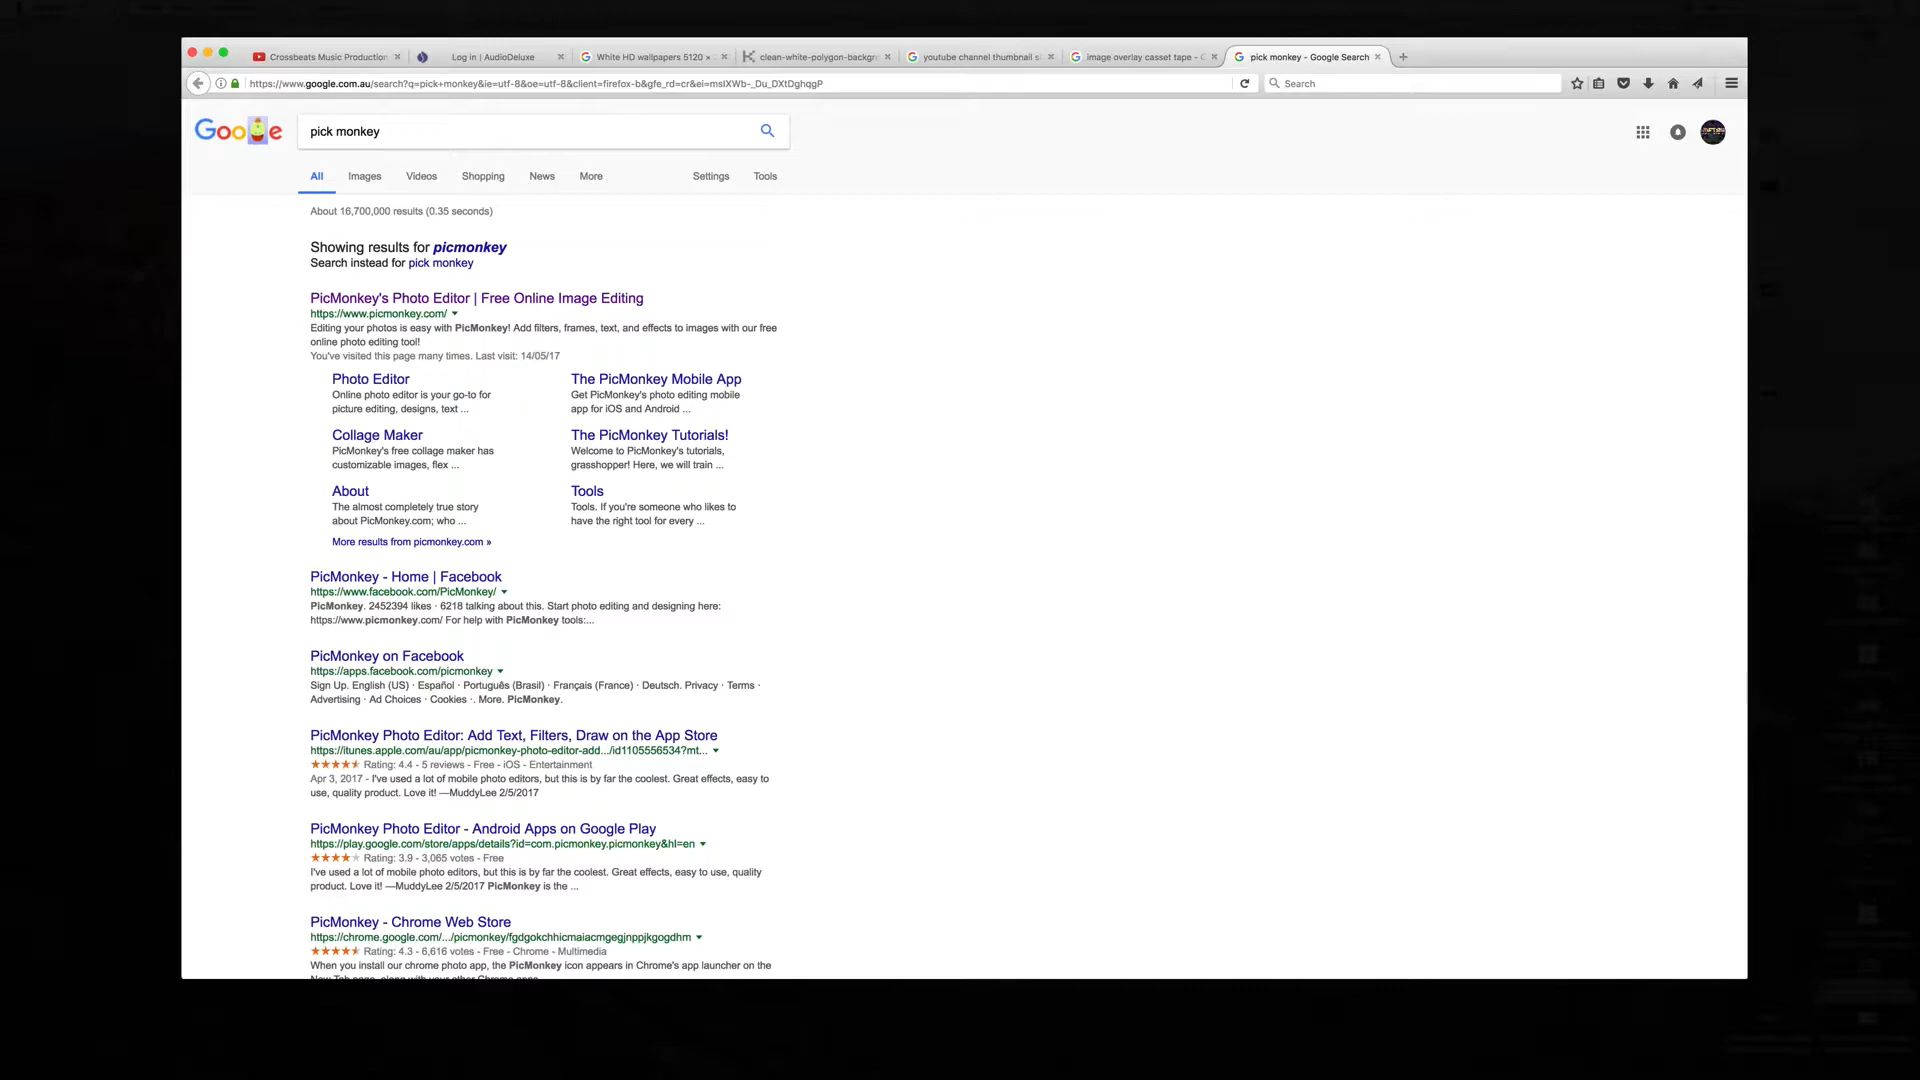 Crossbeats Music Production
Log in | AudioDeluxe
White HD wallpapers 5120 ×
clean-white-polygon-backgr
youtube channel thumbnail s
image overlay casset tape -
pick monkey - Google Search
https://www.google.com.au/search?q=pick+monkey&ie=utf-8&oe=utf-8&client=firefox-b&gfe_rd=cr&ei=msIXWb-_Du_DXtDghqgP
Search
Goo e
pick monkey
All Images Videos Shopping News More Settings Tools
About 16,700,000 results (0.35 seconds)
Showing results for picmonkey
Search instead for pick monkey
PicMonkey's Photo Editor | Free Online Image Editing
https://www.picmonkey.com/
Editing your photos is easy with PicMonkey! Add filters, frames, text, and effects to images with our free
online photo editing tool!
You've visited this page many times. Last visit: 14/05/17
Photo Editor
Online photo editor is your go-to for
picture editing, designs, text ...
The PicMonkey Mobile App
Get PicMonkey's photo editing mobile
app for iOS and Android ...
Collage Maker
PicMonkey's free collage maker has
customizable images, flex ...
The PicMonkey Tutorials!
Welcome to PicMonkey's tutorials,
grasshopper! Here, we will train ...
About
The almost completely true story
about PicMonkey.com; who ...
Tools
Tools. If you're someone who likes to
have the right tool for every ...
More results from picmonkey.com »
PicMonkey - Home | Facebook
https://www.facebook.com/PicMonkey/
PicMonkey. 2452394 likes · 6218 talking about this. Start photo editing and designing here:
https://www.picmonkey.com/ For help with PicMonkey tools:...
PicMonkey on Facebook
https://apps.facebook.com/picmonkey
Sign Up. English (US) · Español · Português (Brasil) · Français (France) · Deutsch. Privacy · Terms ·
Advertising · Ad Choices · Cookies ·. More. PicMonkey.
PicMonkey Photo Editor: Add Text, Filters, Draw on the App Store
https://itunes.apple.com/au/app/picmonkey-photo-editor-add.../id1105556534?mt...
Rating: 4.4 - 5 reviews - Free - iOS - Entertainment
Apr 3, 2017 - I've used a lot of mobile photo editors, but this is by far the coolest. Great effects, easy to
use, quality product. Love it! —MuddyLee 2/5/2017
PicMonkey Photo Editor - Android Apps on Google Play
https://play.google.com/store/apps/details?id=com.picmonkey.picmonkey&hl=en
Rating: 3.9 - 3,065 votes - Free
I've used a lot of mobile photo editors, but this is by far the coolest. Great effects, easy to use, quality
product. Love it! —MuddyLee 2/5/2017 PicMonkey is the ...
PicMonkey - Chrome Web Store
https://chrome.google.com/.../picmonkey/fgdgokchhicmaiacmgegjnppjkgogdhm
Rating: 4.3 - 6,616 votes - Free - Chrome - Multimedia
When you install our chrome photo app, the PicMonkey icon appears in Chrome's app launcher on the
New Tab page, along with your other Chrome apps.